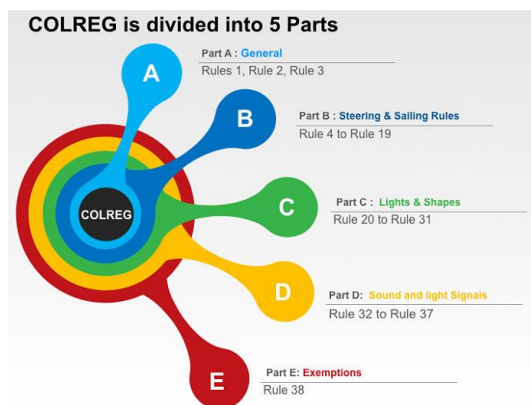 COLREG is divided into 5 Parts
A
Part A : General
Rules 1, Rule 2, Rule 3
B
Part B : Steering & Sailing Rules
Rule 4 to Rule 19
COLREG
C
Part C : Lights & Shapes
Rule 20 to Rule 31
D
Part D: Sound and light Signals
Rule 32 to Rule 37
E
Part E: Exemptions
Rule 38